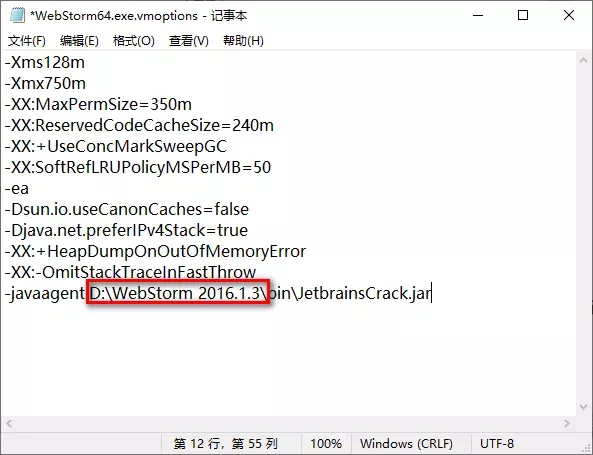 *WebStorm64.exe.vmoptions - 记事本
文件(F) 编辑(E) 格式(O) 查看(V) 帮助(H)
-Xms128m
-Xmx750m
-XX:MaxPermSize=350m
-XX:ReservedCodeCacheSize=240m
-XX:+UseConcMarkSweepGC
-XX:SoftRefLRUPolicyMSPerMB=50
-ea
-Dsun.io.useCanonCaches=false
-Djava.net.preferIPv4Stack=true
-XX:+HeapDumpOnOutOfMemoryError
-XX:-OmitStackTraceInFastThrow
-javaagent:D:\WebStorm 2016.1.3\bin\JetbrainsCrack.jar
第 12 行，第 55 列 100% Windows (CRLF) UTF-8